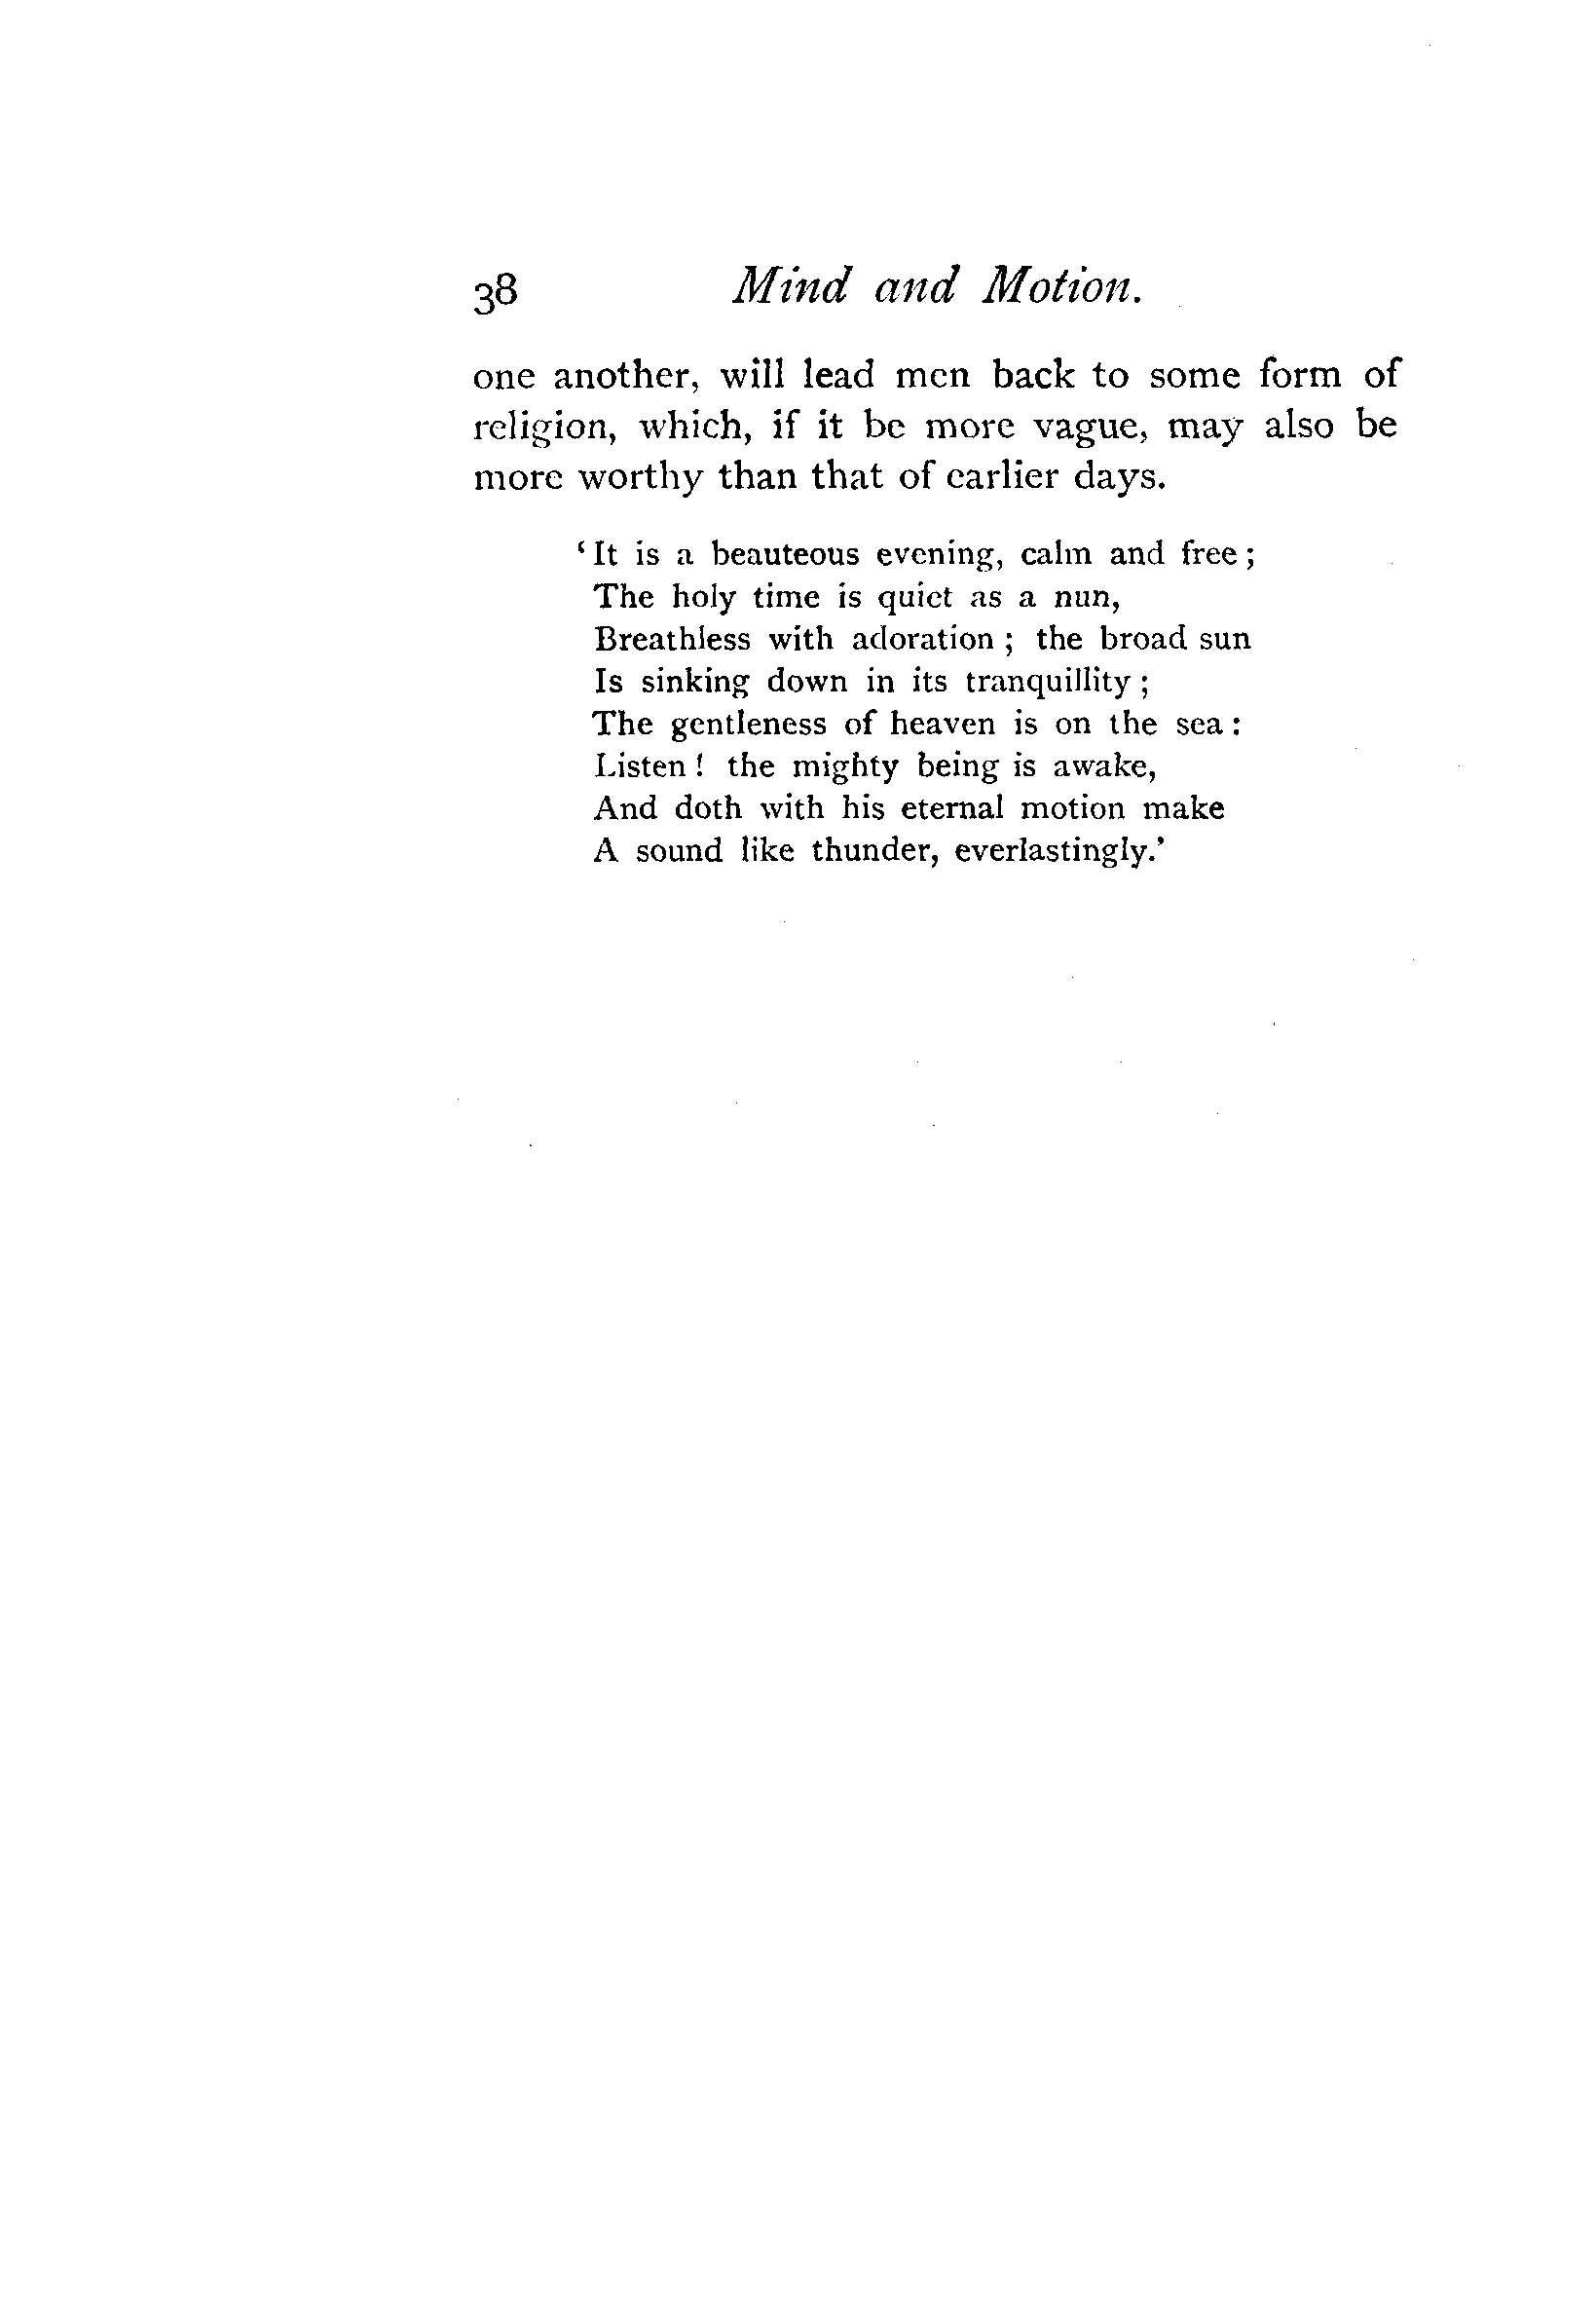 38 Mind and Motion.
one another, will lead men back to some form of
religion, which, if it be more vague, may also be
more worthy than that of earlier days.
‘It is a beauteous evening, calm and free;
The holy time is quiet as a nun,
Breathless with adoration; the broad sun
Is sinking down in its tranquillity;
The gentleness of heaven is on the sea:
Listen! the mighty being is awake,
And doth with his eternal motion make
A sound like thunder, everlastingly.’